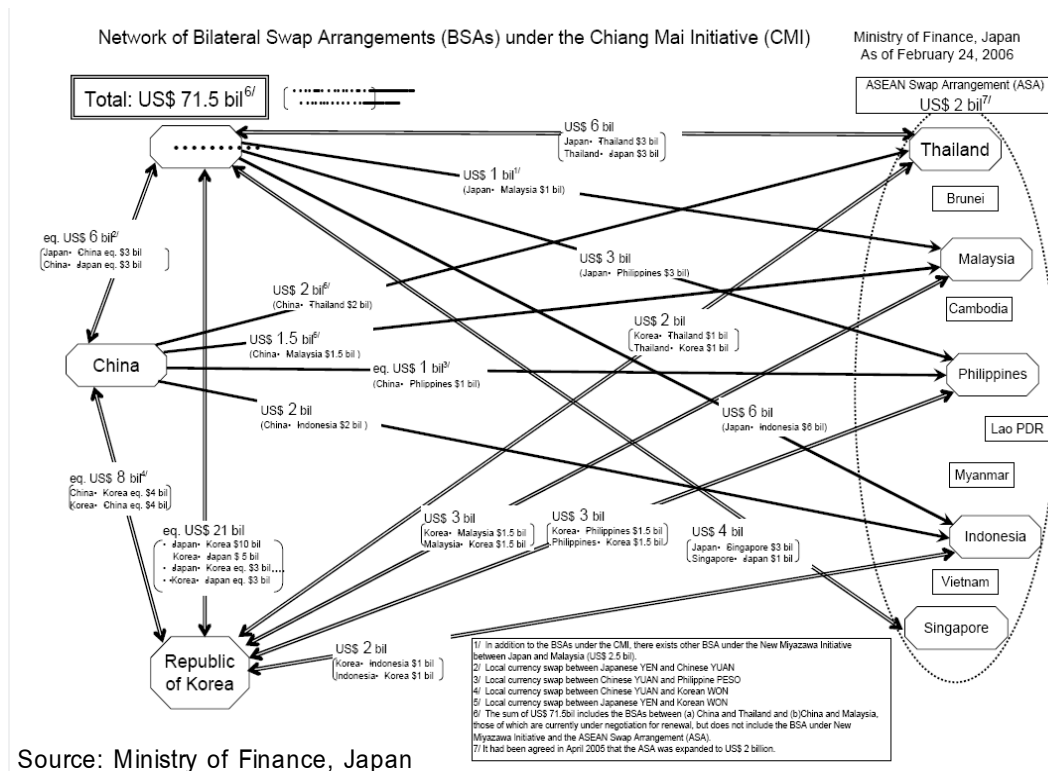 Network of Bilateral Swap Arrangements (BSAs) under the Chiang Mai Initiative (CMI)
Ministry of Finance, Japan
As of February 24, 2006
Total: US$ 71.5 bil6/
ASEAN Swap Arrangement (ASA)
US$ 2 bil7/
US$ 6 bil
Japan・Thailand $3 bil
Thailand・Japan $3 bil
Thailand
US$ 1 bil1/
(Japan・Malaysia $1 bil)
Brunei
eq. US$ 6 bil2/
Japan・China eq. $3 bil
China・Japan eq. $3 bil
US$ 3 bil
(Japan・Philippines $3 bil)
Malaysia
US$ 2 bil6/
(China・Thailand $2 bil)
Cambodia
US$ 2 bil
Korea・Thailand $1 bil
Thailand・Korea $1 bil
US$ 1.5 bil6/
(China・Malaysia $1.5 bil)
China
eq. US$ 1 bil3/
(China・Philippines $1 bil)
Philippines
US$ 2 bil
(China・Indonesia $2 bil)
US$ 6 bil
(Japan・Indonesia $6 bil)
Lao PDR
Myanmar
eq. US$ 8 bil4/
China・Korea eq. $4 bil
Korea・China eq. $4 bil
eq. US$ 21 bil
・Japan・Korea $10 bil
Korea・Japan $ 5 bil
・Japan・Korea eq. $3 bil....
・Korea・Japan eq. $3 bil
US$ 3 bil
Korea・Malaysia $1.5 bil
Malaysia・Korea $1.5 bil
US$ 3 bil
Korea・Philippines $1.5 bil
Philippines・Korea $1.5 bil
US$ 4 bil
Japan・Singapore $3 bil
Singapore・Japan $1 bil
Indonesia
Vietnam
Singapore
Republic
of Korea
US$ 2 bil
Korea・Indonesia $1 bil
Indonesia・Korea $1 bil
1/ In addition to the BSAs under the CMI, there exists other BSA under the New Miyazawa Initiative
between Japan and Malaysia (US$ 2.5 bil).
2/ Local currency swap between Japanese YEN and Chinese YUAN
3/ Local currency swap between Chinese YUAN and Philippine PESO
4/ Local currency swap between Chinese YUAN and Korean WON
5/ Local currency swap between Japanese YEN and Korean WON
6/ The sum of US$ 71.5bil includes the BSAs between (a) China and Thailand and (b)China and Malaysia,
those of which are currently under negotiation for renewal, but does not include the BSA under New
Miyazawa Initiative and the ASEAN Swap Arrangement (ASA).
7/ It had been agreed in April 2005 that the ASA was expanded to US$ 2 billion.
Source: Ministry of Finance, Japan